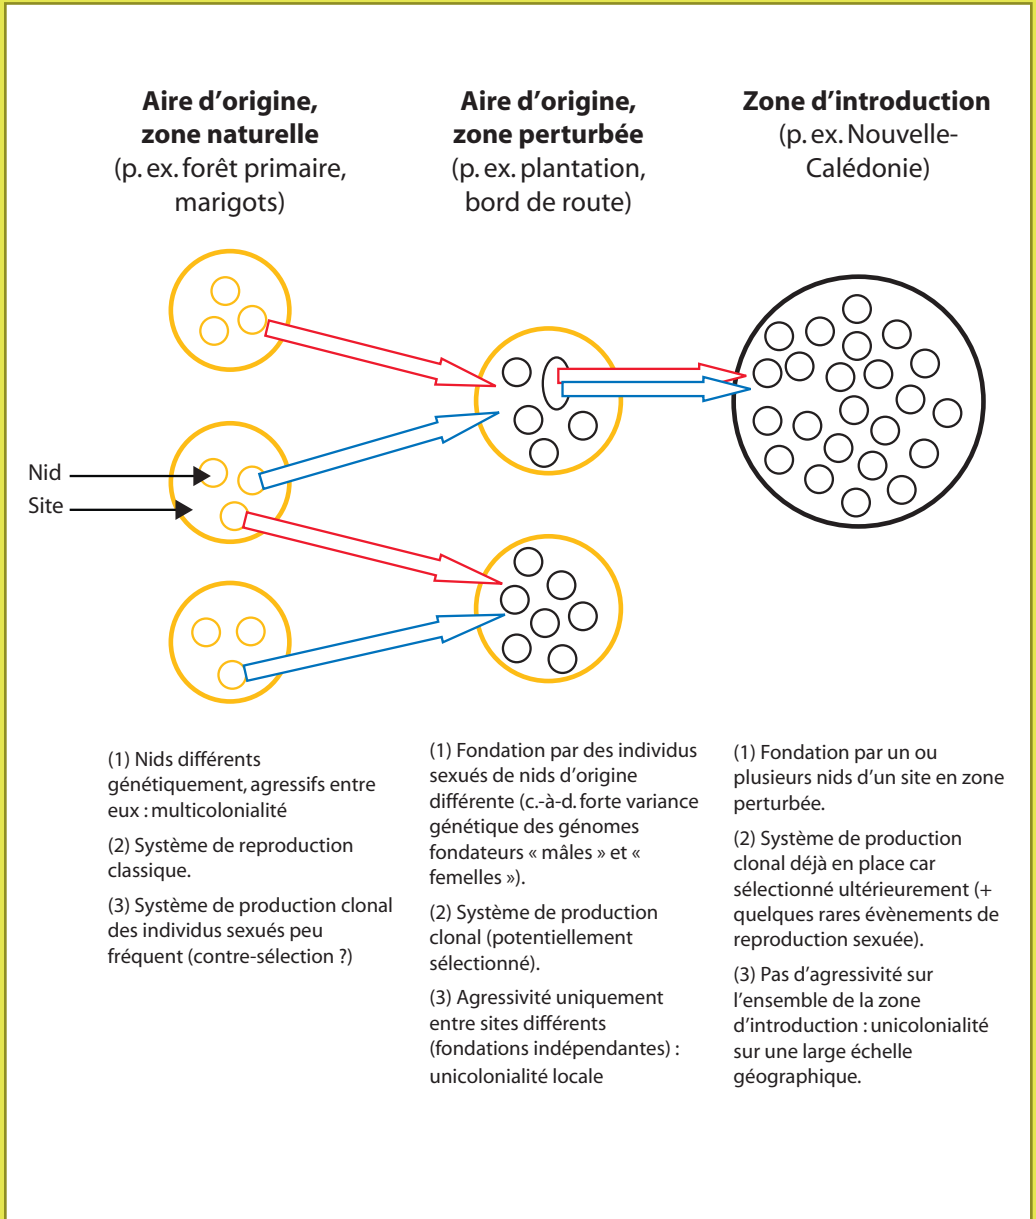 Aire d'origine,
zone naturelle
(p. ex. forêt primaire,
marigots)
Aire d'origine,
zone perturbée
(p. ex. plantation,
bord de route)
Zone d'introduction
(p. ex. Nouvelle-
Calédonie)
Nid
Site
(1) Nids différents
génétiquement, agressifs entre
eux : multicolonialité
(2) Système de reproduction
classique.
(3) Système de production clonal
des individus sexués peu
fréquent (contre-sélection ?)
(1) Fondation par des individus
sexués de nids d'origine
différente (c.-à-d. forte variance
génétique des génomes
fondateurs « mâles » et «
femelles »).
(2) Système de production
clonal (potentiellement
sélectionné).
(3) Agressivité uniquement
entre sites différents
(fondations indépendantes) :
unicolonialité locale
(1) Fondation par un ou
plusieurs nids d'un site en zone
perturbée.
(2) Système de production
clonal déjà en place car
sélectionné ultérieurement (+
quelques rares évènements de
reproduction sexuée).
(3) Pas d'agressivité sur
l'ensemble de la zone
d'introduction : unicolonialité
sur une large échelle
géographique.